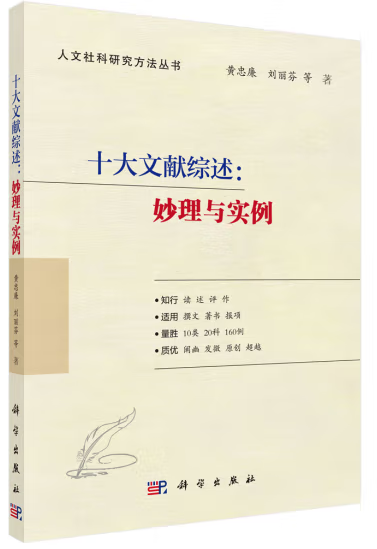 人文社科研究方法丛书
黄忠廉 刘丽芬 等 著
十大文献综述:
妙理与实例
•知行 读 述 评 作
•适用 撰文 著书 报项
•量胜 10类 20科 160例
•质优 阐幽 发微 原创 超越
科学出版社
十大文献综述:妙理与实例
黄忠廉 刘丽芬 等 著
科学出版社